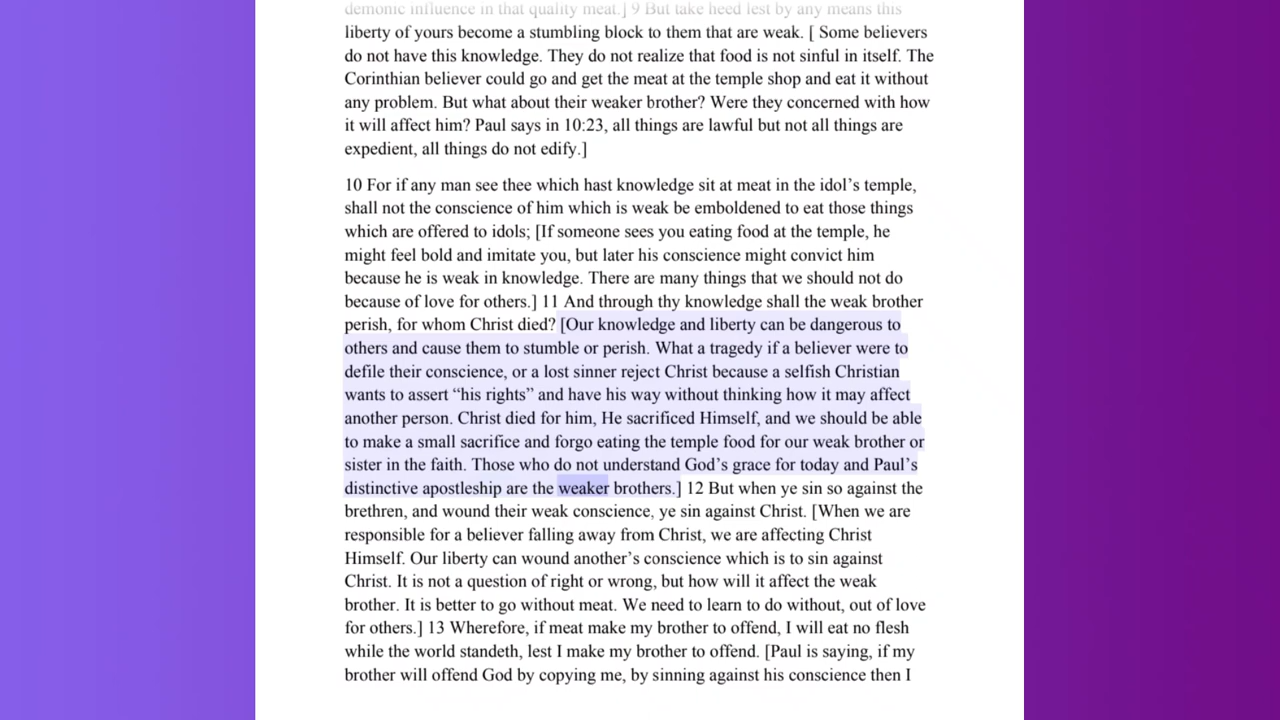 demonic influence in that quality meat.] 9 But take heed lest by any means this
liberty of yours become a stumbling block to them that are weak. [ Some believers
do not have this knowledge. They do not realize that food is not sinful in itself. The
Corinthian believer could go and get the meat at the temple shop and eat it without
any problem. But what about their weaker brother? Were they concerned with how
it will affect him? Paul says in 10:23, all things are lawful but not all things are
expedient, all things do not edify.]
10 For if any man see thee which hast knowledge sit at meat in the idol’s temple,
shall not the conscience of him which is weak be emboldened to eat those things
which are offered to idols; [If someone sees you eating food at the temple, he
might feel bold and imitate you, but later his conscience might convict him
because he is weak in knowledge. There are many things that we should not do
because of love for others.] 11 And through thy knowledge shall the weak brother
perish, for whom Christ died? [Our knowledge and liberty can be dangerous to
others and cause them to stumble or perish. What a tragedy if a believer were to
defile their conscience, or a lost sinner reject Christ because a selfish Christian
wants to assert “his rights” and have his way without thinking how it may affect
another person. Christ died for him, He sacrificed Himself, and we should be able
to make a small sacrifice and forgo eating the temple food for our weak brother or
sister in the faith. Those who do not understand God’s grace for today and Paul’s
distinctive apostleship are the weaker brothers.] 12 But when ye sin so against the
brethren, and wound their weak conscience, ye sin against Christ. [When we are
responsible for a believer falling away from Christ, we are affecting Christ
Himself. Our liberty can wound another’s conscience which is to sin against
Christ. It is not a question of right or wrong, but how will it affect the weak
brother. It is better to go without meat. We need to learn to do without, out of love
for others.] 13 Wherefore, if meat make my brother to offend, I will eat no flesh
while the world standeth, lest I make my brother to offend. [Paul is saying, if my
brother will offend God by copying me, by sinning against his conscience then I